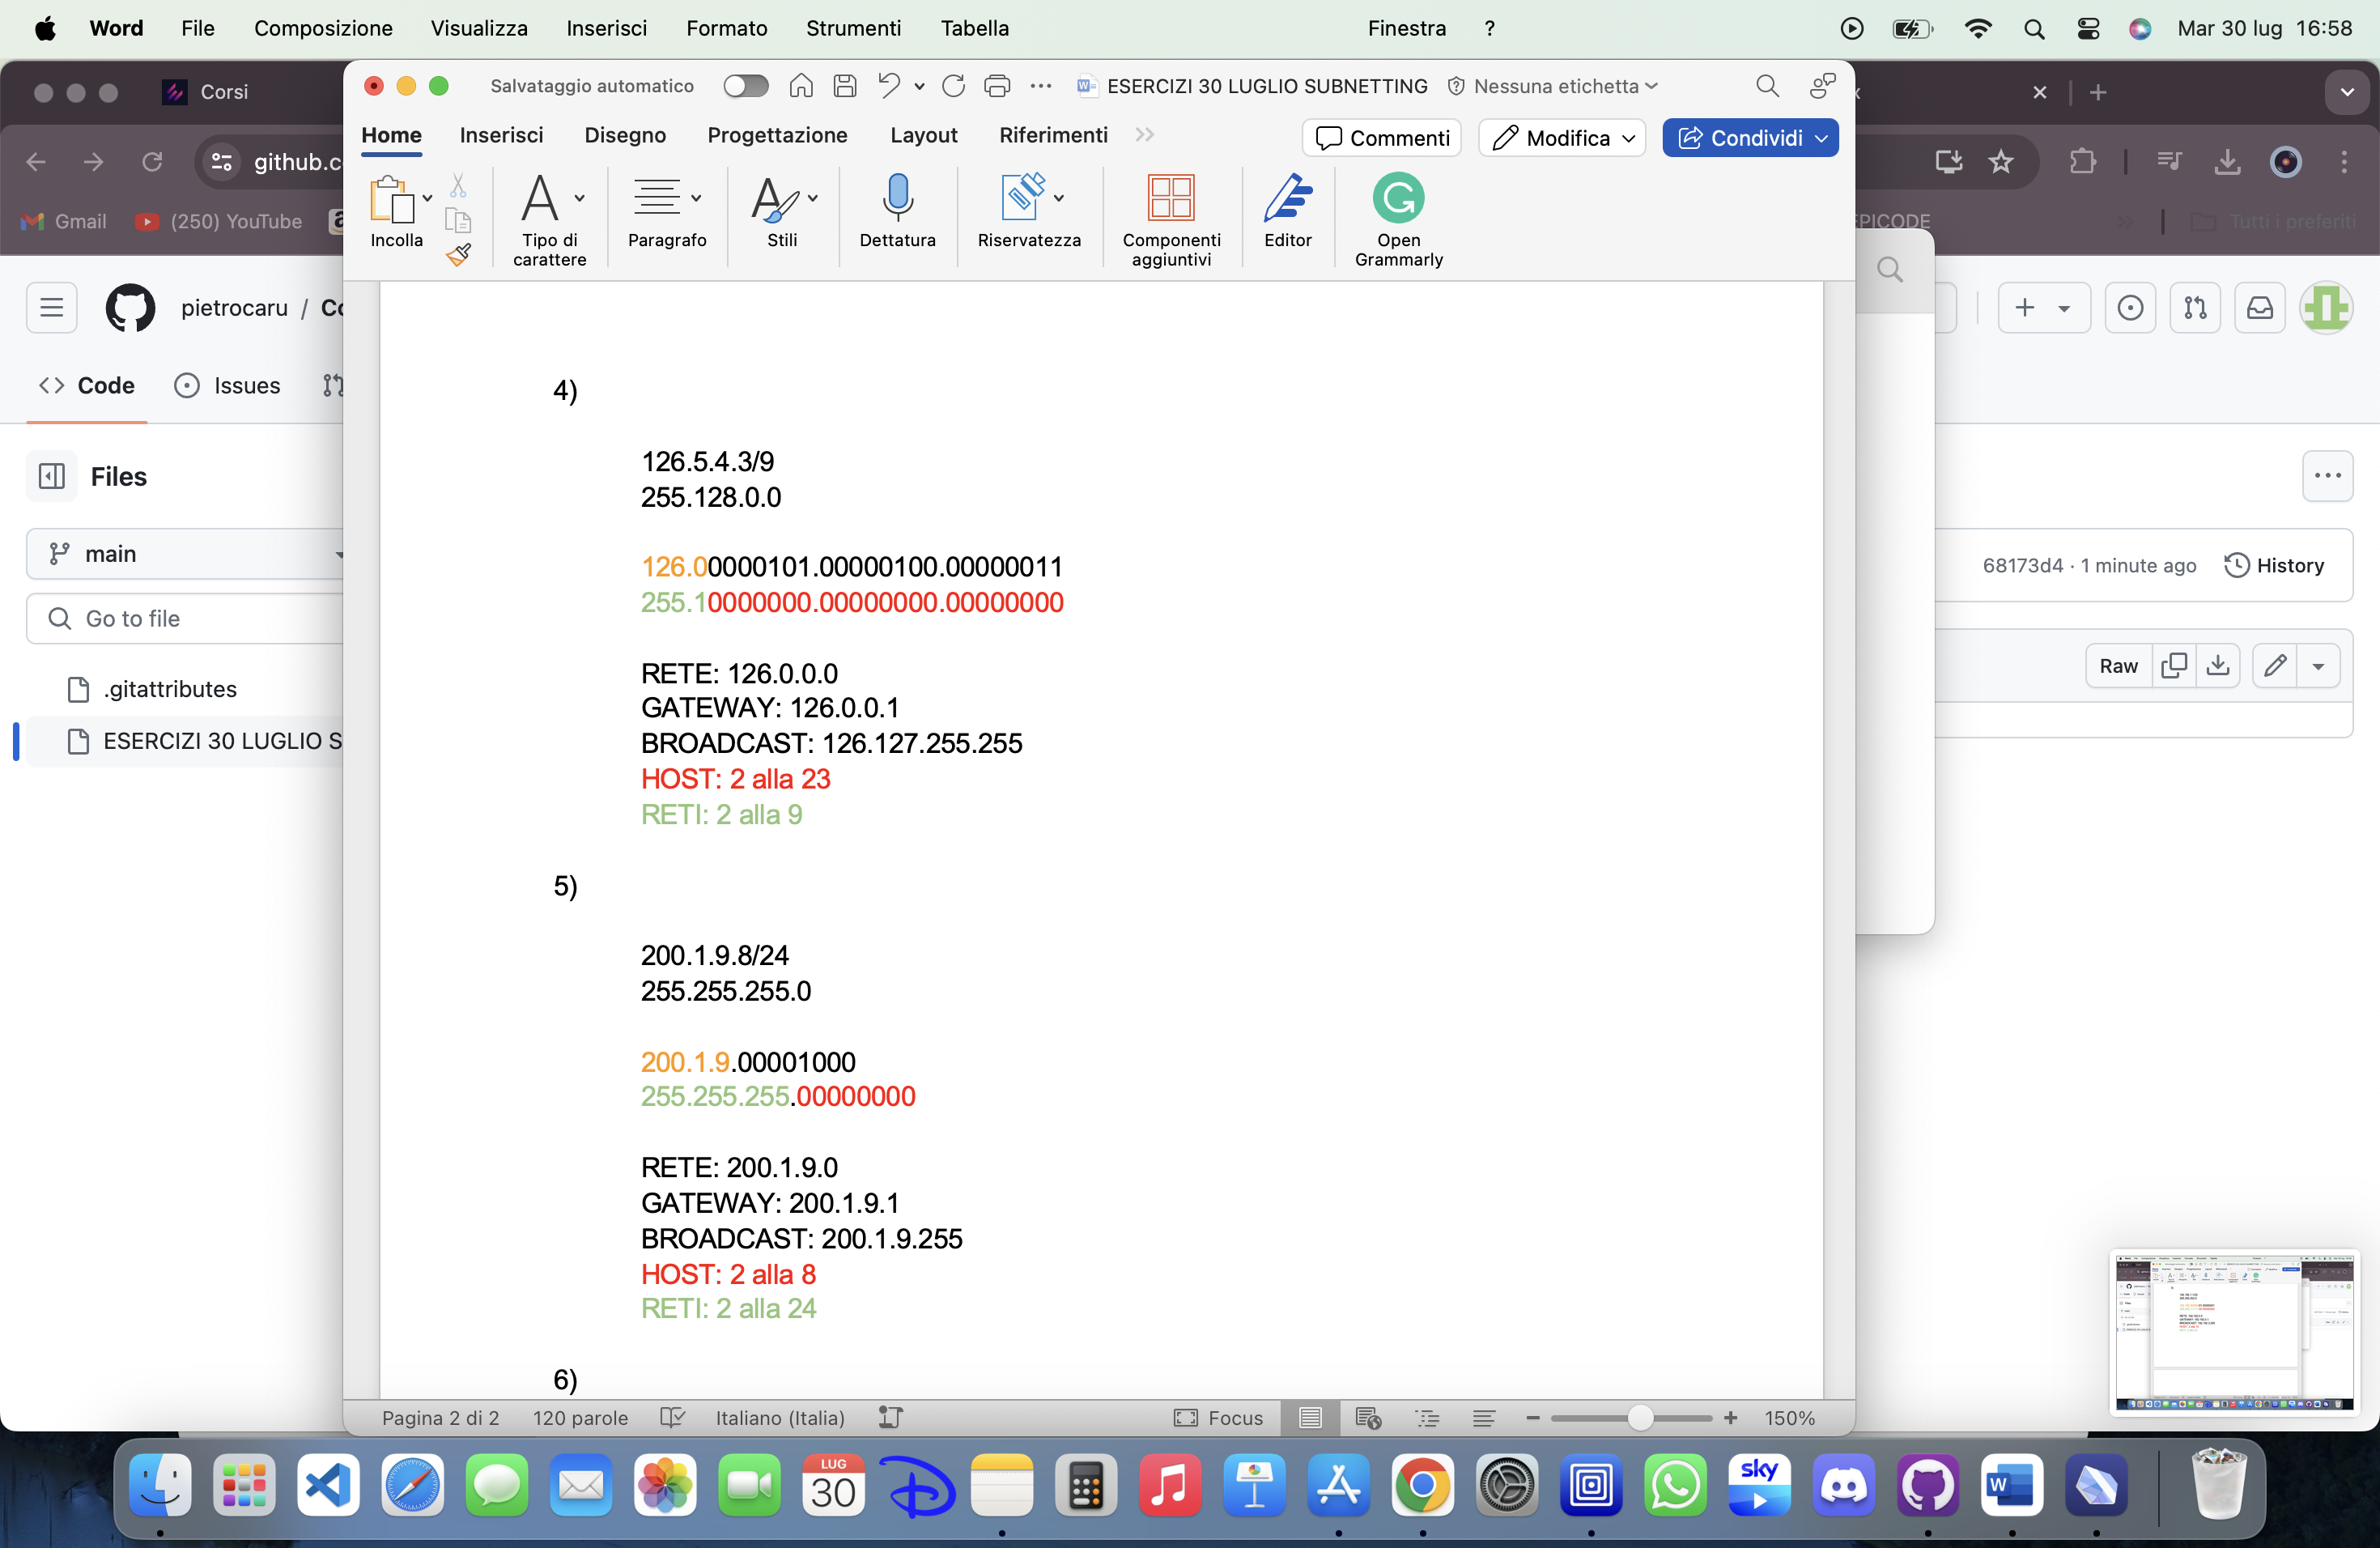 Word File Composizione Visualizza Inserisci Formato Strumenti Tabella Finestra ? Mar 30 lug 16:58
Corsi
Salvataggio automatico ESERCIZI 30 LUGLIO SUBNETTING Nessuna etichetta
Home Inserisci Disegno Progettazione Layout Riferimenti Commenti Modifica Condividi
github.c
Gmail (250) YouTube
EPICODE Tutti i preferiti
Incolla
Tipo di carattere
Paragrafo
Stili
Dettatura
Riservatezza
Componenti aggiuntivi
Editor
Open Grammarly
pietrocaru /
Code Issues
Files
main
68173d4 · 1 minute ago History
Go to file
Raw
.gitattributes
ESERCIZI 30 LUGLIO S
4)
126.5.4.3/9
255.128.0.0
126.00000101.00000100.00000011
255.10000000.00000000.00000000
RETE: 126.0.0.0
GATEWAY: 126.0.0.1
BROADCAST: 126.127.255.255
HOST: 2 alla 23
RETI: 2 alla 9
5)
200.1.9.8/24
255.255.255.0
200.1.9.00001000
255.255.255.00000000
RETE: 200.1.9.0
GATEWAY: 200.1.9.1
BROADCAST: 200.1.9.255
HOST: 2 alla 8
RETI: 2 alla 24
6)
Pagina 2 di 2 120 parole Italiano (Italia) Focus 150%
LUG
30
sky